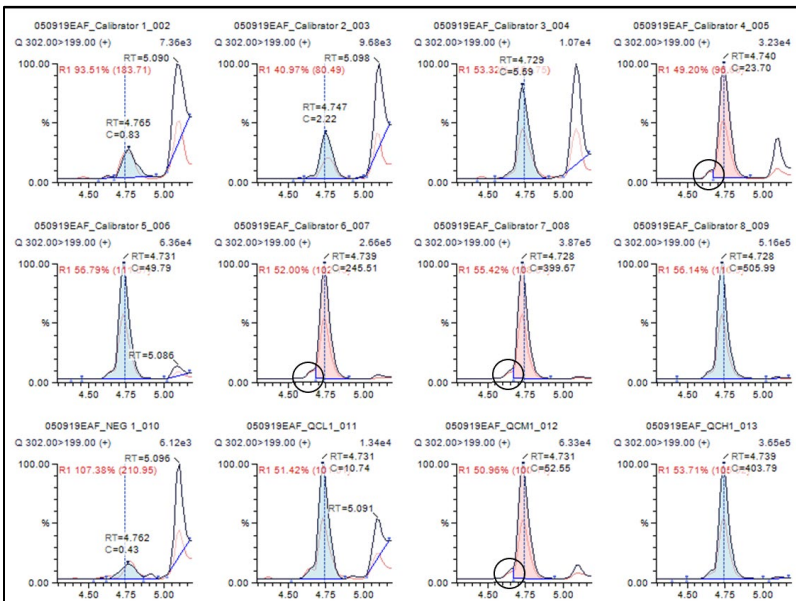 050919EAF_Calibrator 1_002
Q 302.00>199.00 (+) 7.36e3
100.00
RT=5.090
R1 93.51% (183.71)
RT=4.765
C=0.83
%
0.00
4.50 4.75 5.00
050919EAF_Calibrator 2_003
Q 302.00>199.00 (+) 9.68e3
100.00
RT=5.098
R1 40.97% (80.49)
RT=4.747
C=2.22
%
0.00
4.50 4.75 5.00
050919EAF_Calibrator 3_004
Q 302.00>199.00 (+) 1.07e4
100.00
RT=4.729
R1 53.32%
C=5.59
%
0.00
4.50 4.75 5.00
050919EAF_Calibrator 4_005
Q 302.00>199.00 (+) 3.23e4
100.00
RT=4.740
R1 49.20%
C=23.70
%
0.00
4.50 4.75 5.00
050919EAF_Calibrator 5_006
Q 302.00>199.00 (+) 6.36e4
100.00
RT=4.731
R1 56.79%
C=49.79
%
RT=5.086
0.00
4.50 4.75 5.00
050919EAF_Calibrator 6_007
Q 302.00>199.00 (+) 2.66e5
100.00
RT=4.739
R1 52.00%
C=245.51
%
0.00
4.50 4.75 5.00
050919EAF_Calibrator 7_008
Q 302.00>199.00 (+) 3.87e5
100.00
RT=4.728
R1 55.42%
C=399.67
%
0.00
4.50 4.75 5.00
050919EAF_Calibrator 8_009
Q 302.00>199.00 (+) 5.16e5
100.00
RT=4.728
R1 56.14%
C=505.99
%
0.00
4.50 4.75 5.00
050919EAF_NEG 1_010
Q 302.00>199.00 (+) 6.12e3
100.00
R1 107.38% (210.95)
RT=5.096
%
RT=4.762
C=0.43
0.00
4.50 4.75 5.00
050919EAF_QCL1_011
Q 302.00>199.00 (+) 1.34e4
100.00
RT=4.731
R1 51.42%
C=10.74
RT=5.091
%
0.00
4.50 4.75 5.00
050919EAF_QCM1_012
Q 302.00>199.00 (+) 6.33e4
100.00
RT=4.731
R1 50.96%
C=52.55
%
0.00
4.50 4.75 5.00
050919EAF_QCH1_013
Q 302.00>199.00 (+) 3.65e5
100.00
RT=4.739
R1 53.71%
C=403.79
%
0.00
4.50 4.75 5.00